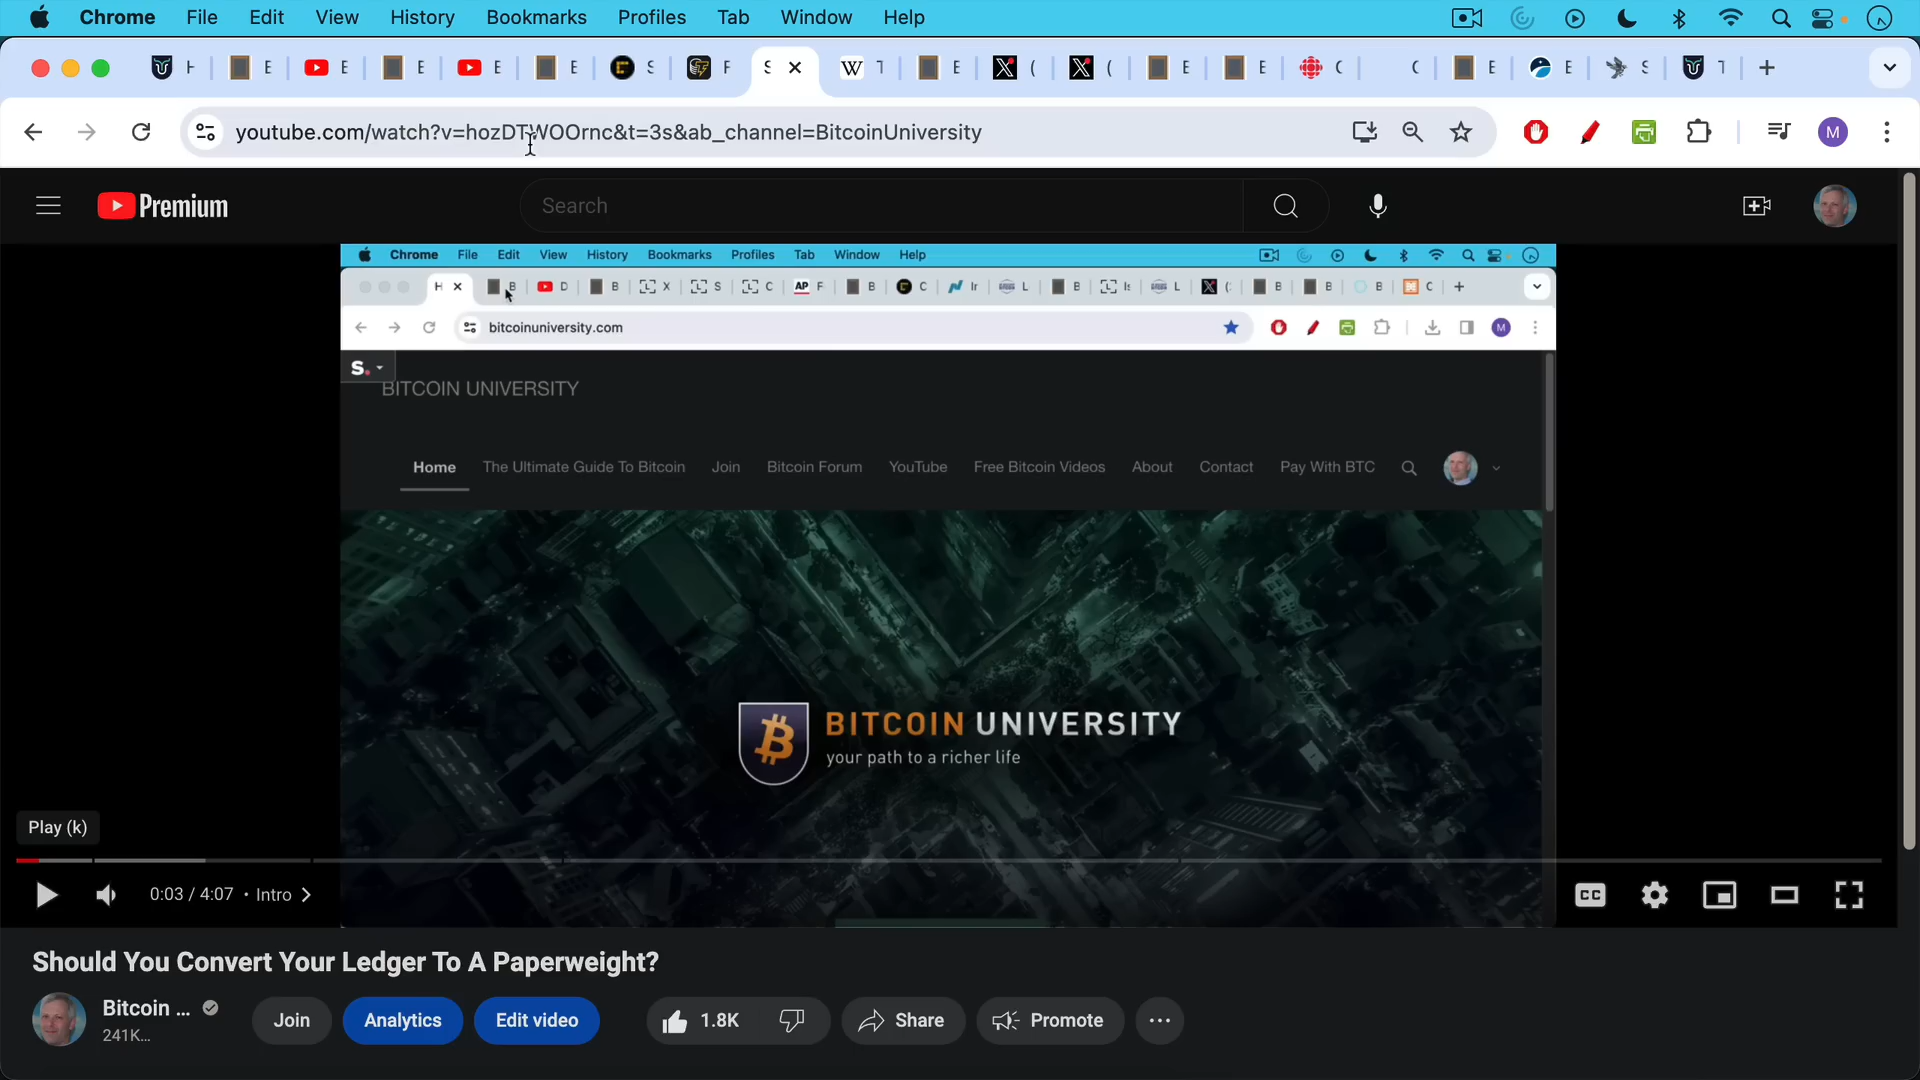 Chrome File Edit View History Bookmarks Profiles Tab Window Help
youtube.com/watch?v=hozDTWOOrnc&t=3s&ab_channel=BitcoinUniversity
M
Premium
Search
Chrome File Edit View History Bookmarks Profiles Tab Window Help
bitcoinuniversity.com
M
S.
BITCOIN UNIVERSITY
Home The Ultimate Guide To Bitcoin Join Bitcoin Forum YouTube Free Bitcoin Videos About Contact Pay With BTC
BITCOIN UNIVERSITY
your path to a richer life
Play (k)
0:03 / 4:07 • Intro
CC
Should You Convert Your Ledger To A Paperweight?
Bitcoin ...
241K...
Join Analytics Edit video 1.8K Share Promote